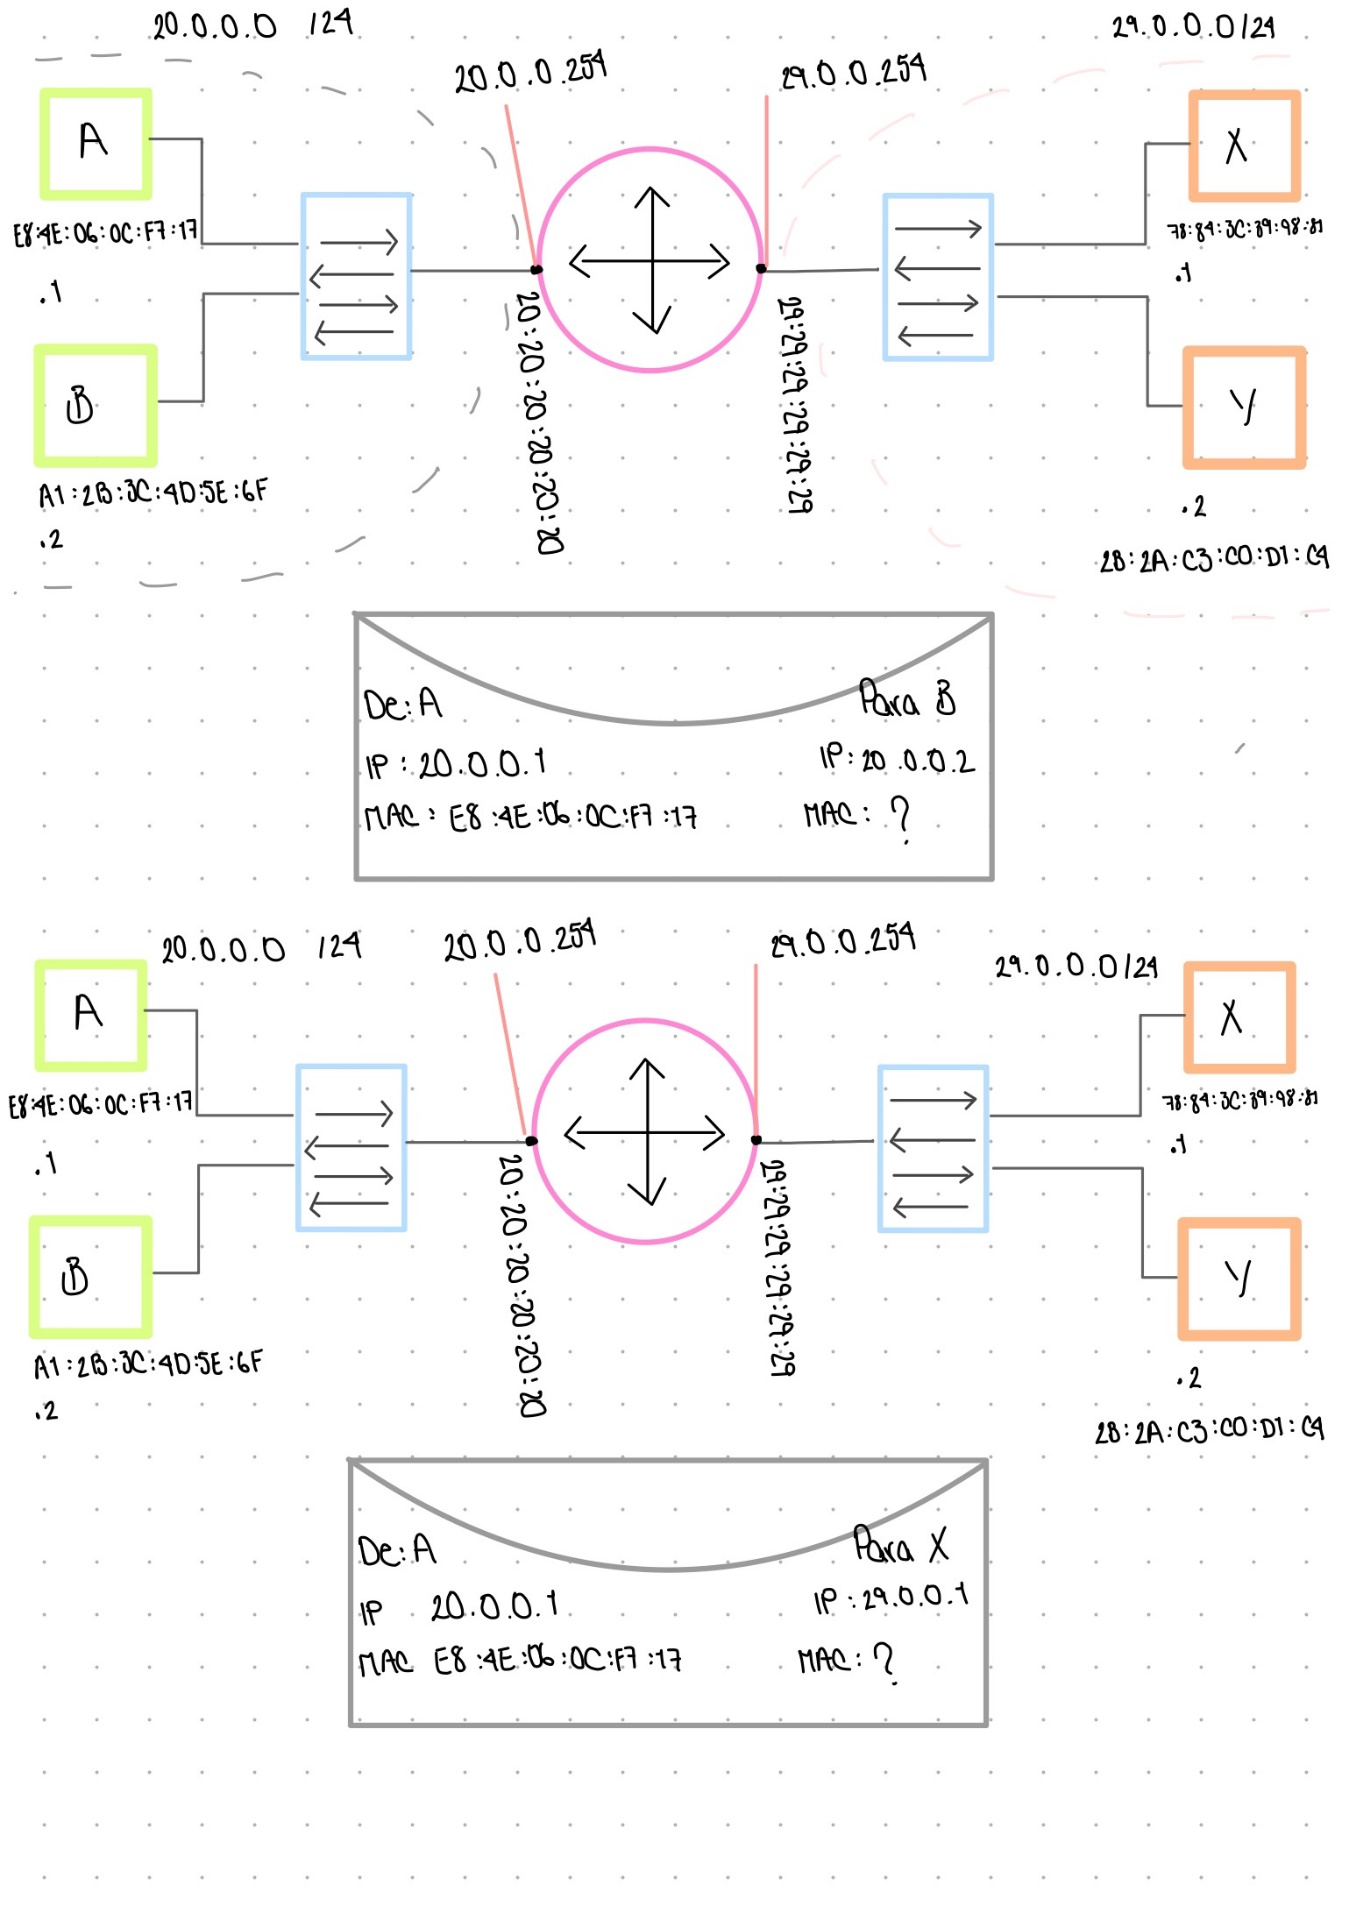 20.0.0.0 /24
29.0.0.0/24
20.0.0.254
29.0.0.254
A
X
E8:4E:06:0C:F7:17
.1
.1
B
Y
20:20:20:20:20:20
29:29:29:29:29:29
A1:2B:3C:4D:5E:6F
.2
.2
2B:2A:C3:C0:D1:C4
De: A
Para B
IP: 20.0.0.1
IP: 20.0.0.2
MAC: E8:4E:06:0C:F7:17
MAC: ?
20.0.0.0 /24
20.0.0.254
29.0.0.254
29.0.0.0/24
A
X
E8:4E:06:0C:F7:17
.1
.1
B
Y
20:20:20:20:20:20
29:29:29:29:29:29
A1:2B:3C:4D:5E:6F
.2
.2
2B:2A:C3:C0:D1:C4
De: A
Para X
IP 20.0.0.1
IP: 29.0.0.1
MAC E8:4E:06:0C:F7:17
MAC: ?